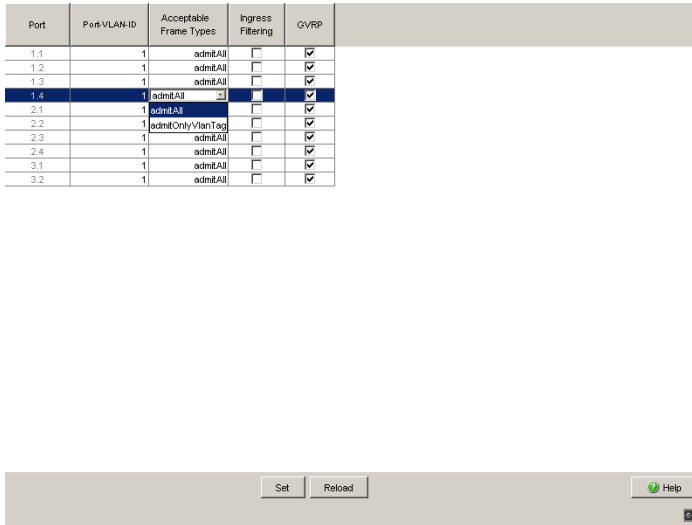 Port Port-VLAN-ID Acceptable Frame Types Ingress Filtering GVRP
1.1 1 admitAll
1.2 1 admitAll
1.3 1 admitAll
1.4 1 admitAll
2.1 1 admitAll
2.2 1 admitOnlyVlanTag
2.3 1 admitAll
2.4 1 admitAll
3.1 1 admitAll
3.2 1 admitAll
Set Reload Help